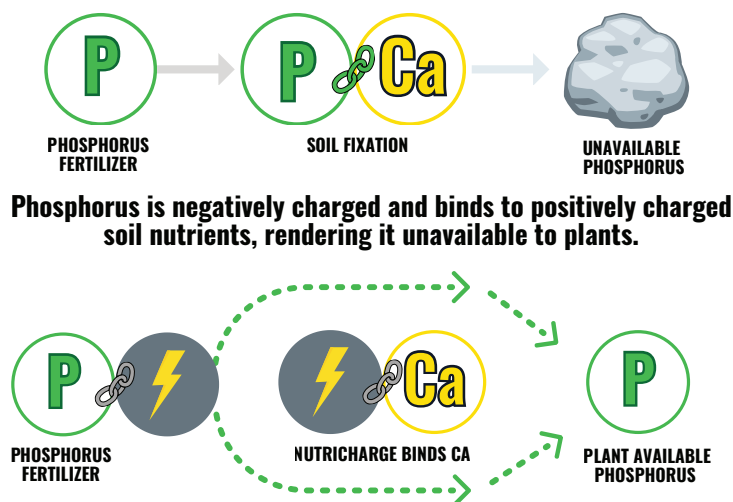 P
P
Ca
PHOSPHORUS
FERTILIZER
SOIL FIXATION
UNAVAILABLE
PHOSPHORUS
Phosphorus is negatively charged and binds to positively charged
soil nutrients, rendering it unavailable to plants.
P
Ca
P
PHOSPHORUS
FERTILIZER
NUTRICHARGE BINDS CA
PLANT AVAILABLE
PHOSPHORUS